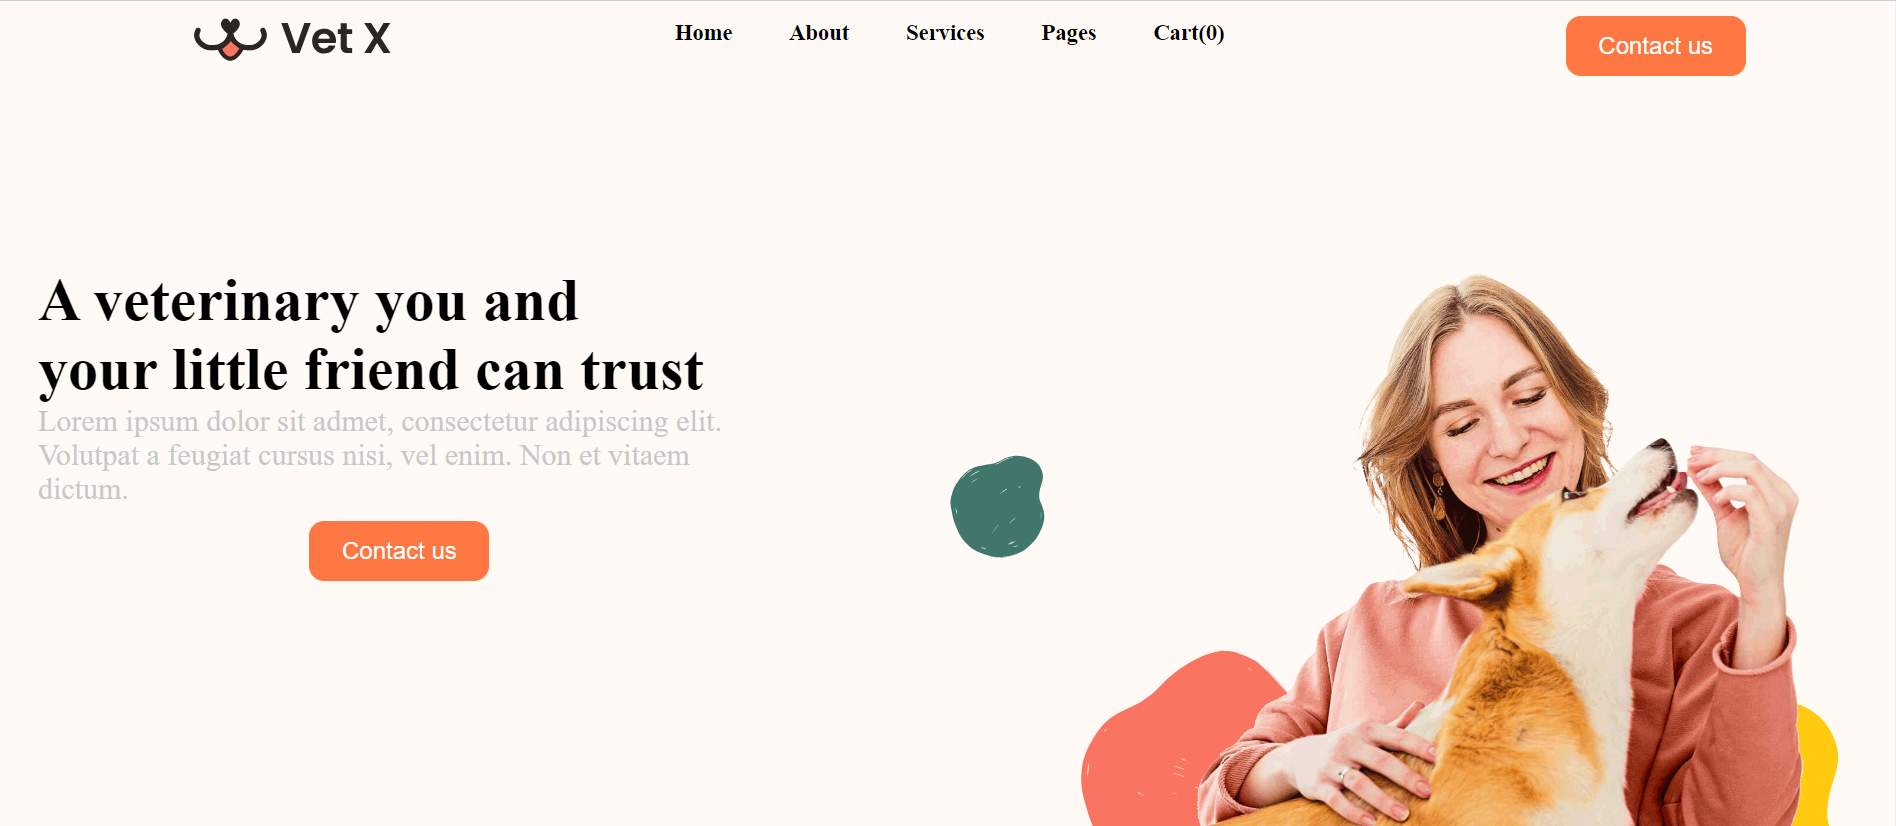 Vet X
Home About Services Pages Cart(0)
Contact us
A veterinary you and
your little friend can trust
Lorem ipsum dolor sit admet, consectetur adipiscing elit.
Volutpat a feugiat cursus nisi, vel enim. Non et vitaem
dictum.
Contact us